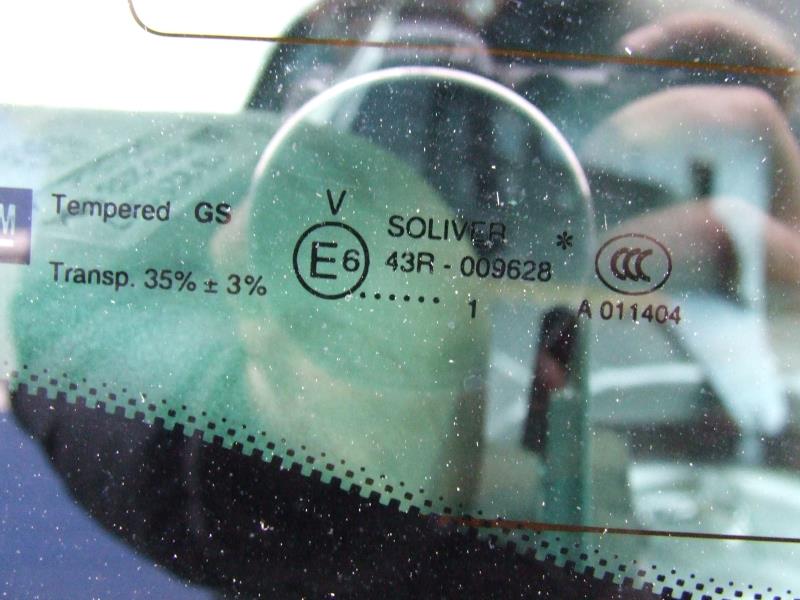 M
Tempered GS
Transp. 35% ± 3%
V
E6
SOLIVER *
43R - 009628
...... 1
CCC
A 011404